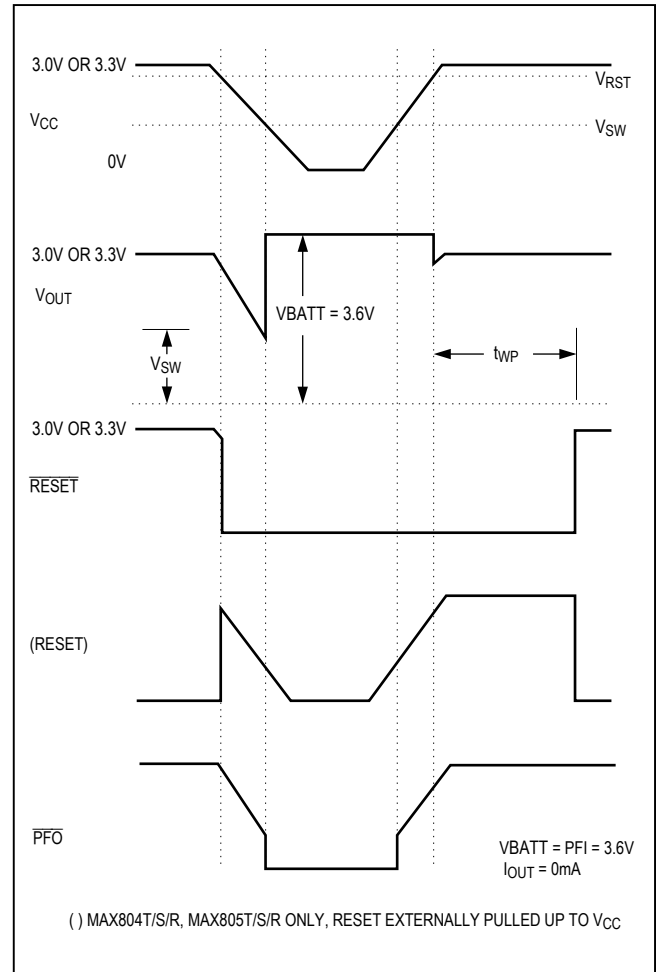 3.0V OR 3.3V
VRST
VCC
VSW
0V
3.0V OR 3.3V
VOUT
VBATT = 3.6V
tWP
VSW
3.0V OR 3.3V
RESET
(RESET)
PFO
VBATT = PFI = 3.6V
IOUT = 0mA
( ) MAX804T/S/R, MAX805T/S/R ONLY, RESET EXTERNALLY PULLED UP TO VCC